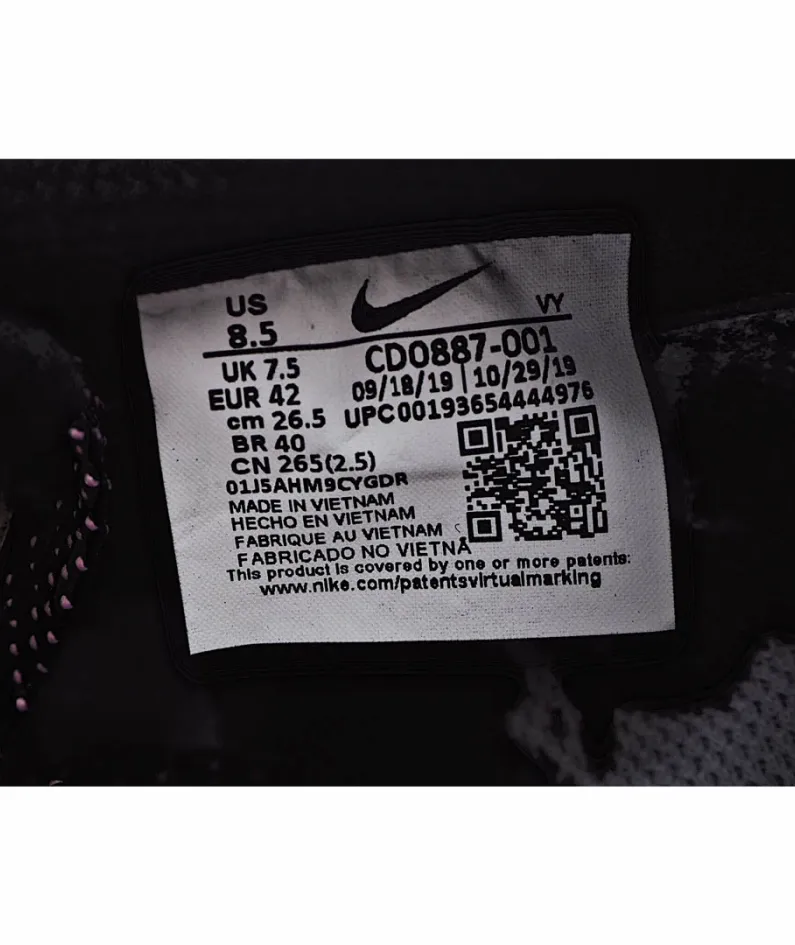 US
8.5
VY
UK 7.5
EUR 42
cm 26.5
BR 40
CN 265(2.5)
CD0887-001
09/18/19 | 10/29/19
UPC00193654444976
01J5AHM9CYGDR
MADE IN VIETNAM
HECHO EN VIETNAM
FABRIQUE AU VIETNAM
FABRICADO NO VIETNÃ
This product is covered by one or more patents:
www.nike.com/patentsvirtualmarking